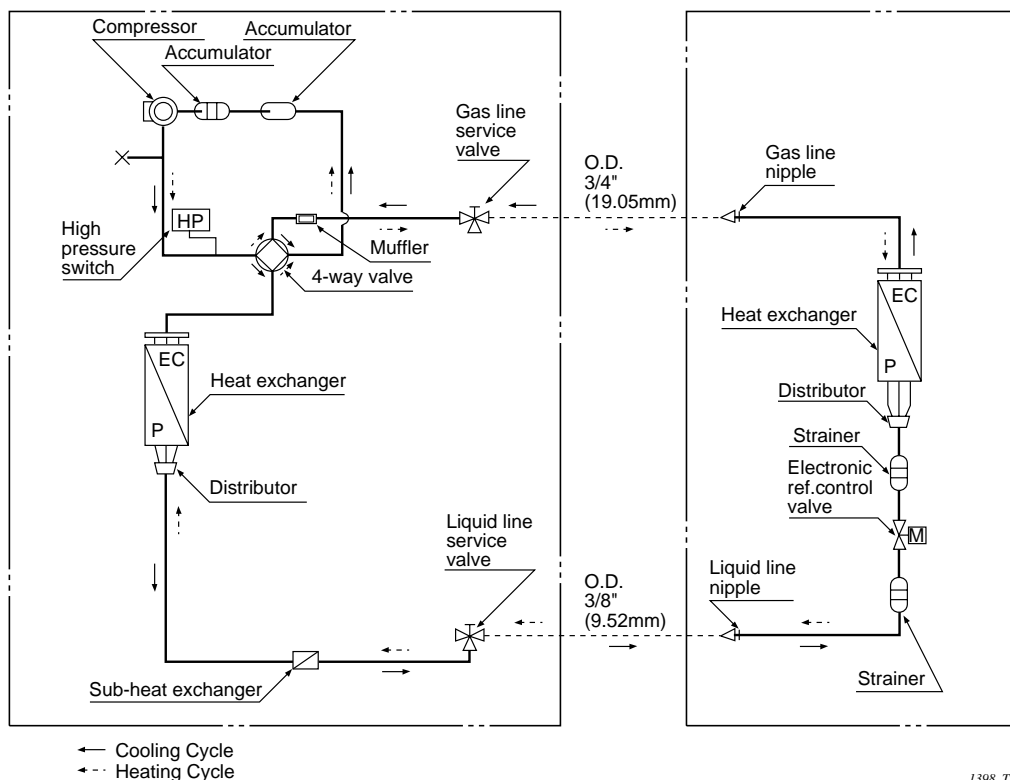 Compressor
Accumulator
Accumulator
Gas line
service
valve
O.D.
3/4"
(19.05mm)
Gas line
nipple
HP
High
pressure
switch
Muffler
4-way valve
EC
P
Heat exchanger
EC
P
Heat exchanger
Distributor
Strainer
Electronic
ref.control
valve
M
Distributor
Liquid line
service
valve
O.D.
3/8"
(9.52mm)
Liquid line
nipple
Sub-heat exchanger
Strainer
Cooling Cycle
Heating Cycle